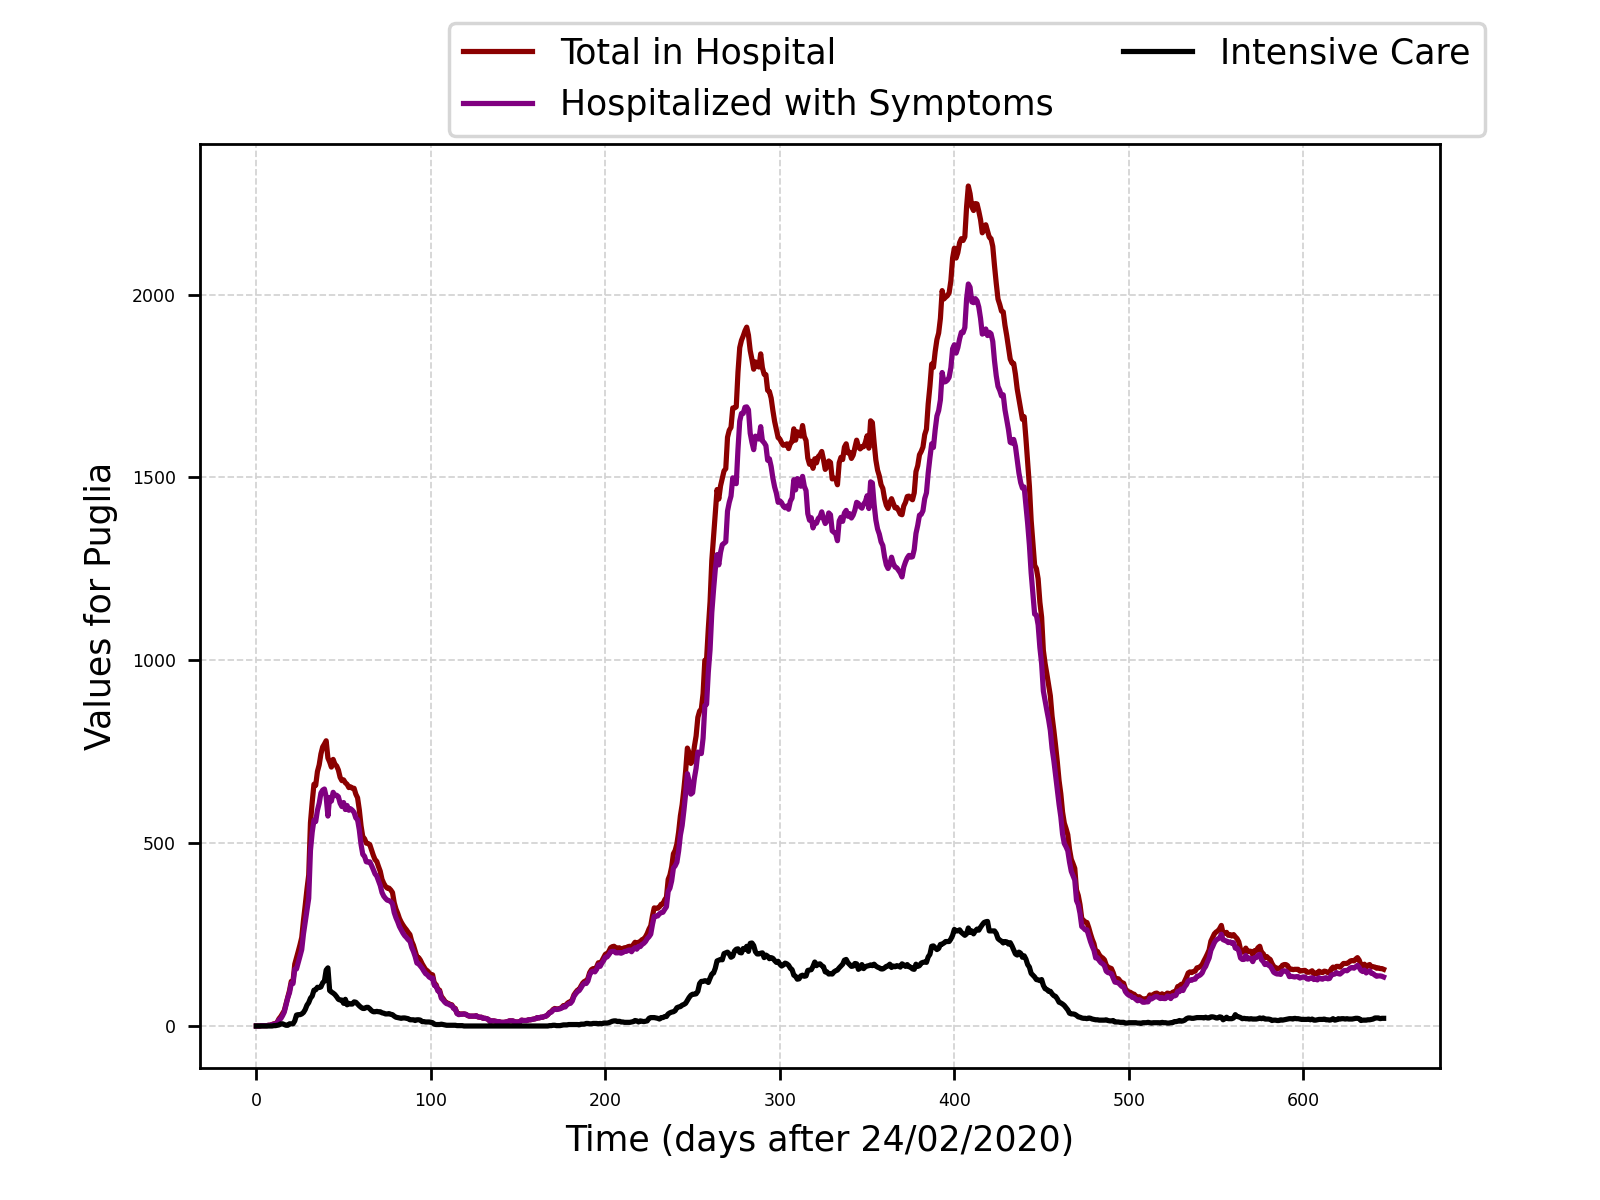 Total in Hospital
Hospitalized with Symptoms
Intensive Care
Values for Puglia
2000
1500
1000
500
0
0 100 200 300 400 500 600
Time (days after 24/02/2020)